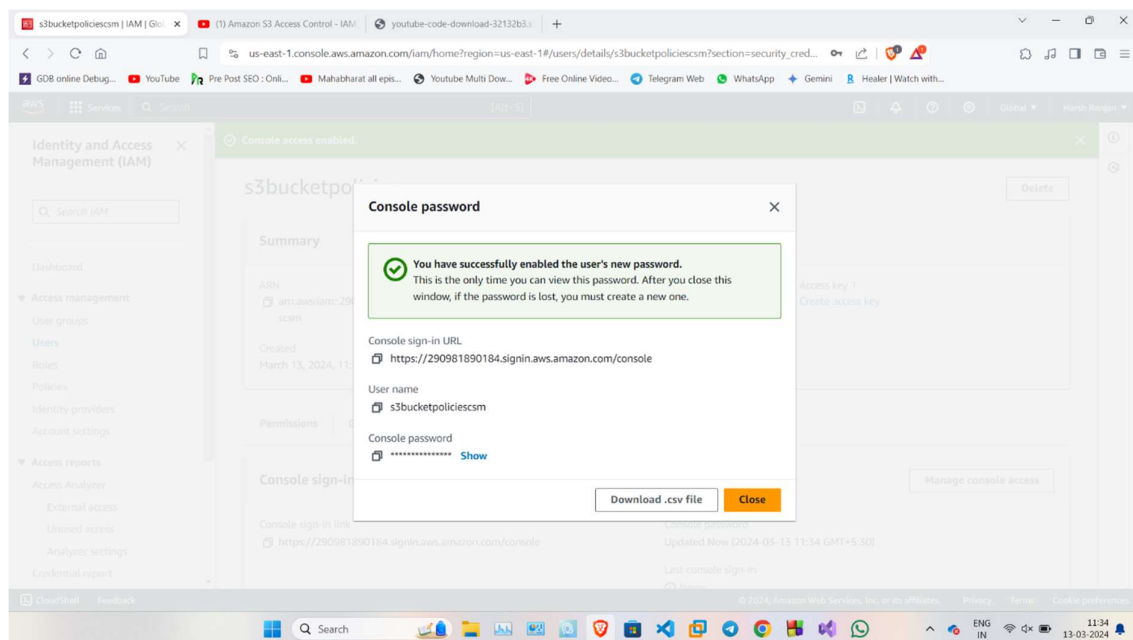 s3bucketpoliciescsm | IAM | Glo
(1) Amazon S3 Access Control - IAM
youtube-code-download-32132b3.s
us-east-1.console.aws.amazon.com/iam/home?region=us-east-1#/users/details/s3bucketpoliciescsm?section=security_cred...
GDB online Debug...
YouTube
Pre Post SEO : Onli...
Mahabharat all epis...
Youtube Multi Dow...
Free Online Video...
Telegram Web
WhatsApp
Gemini
Healer | Watch with...
aws
Services
Search
[Alt+S]
Global
Harsh Ranjan
Identity and Access
Management (IAM)
Search IAM
Dashboard
Access management
User groups
Users
Roles
Policies
Identity providers
Account settings
Access reports
Access Analyzer
External access
Unused access
Analyzer settings
Credential report
Console access enabled.
s3bucketpo
Delete
Summary
ARN
arn:aws:iam::290
scsm
Access key 1
Create access key
Created
March 13, 2024, 11:
Permissions
Console sign-in
Manage console access
Console sign-in link
https://290981890184.signin.aws.amazon.com/console
Console password
Updated Now (2024-03-13 11:34 GMT+5:30)
Last console sign-in
Never
Console password
You have successfully enabled the user's new password.
This is the only time you can view this password. After you close this
window, if the password is lost, you must create a new one.
Console sign-in URL
https://290981890184.signin.aws.amazon.com/console
User name
s3bucketpoliciescsm
Console password
*************** Show
Download .csv file
Close
CloudShell
Feedback
© 2024, Amazon Web Services, Inc. or its affiliates.
Privacy
Terms
Cookie preferences
Search
ENG
IN
11:34
13-03-2024